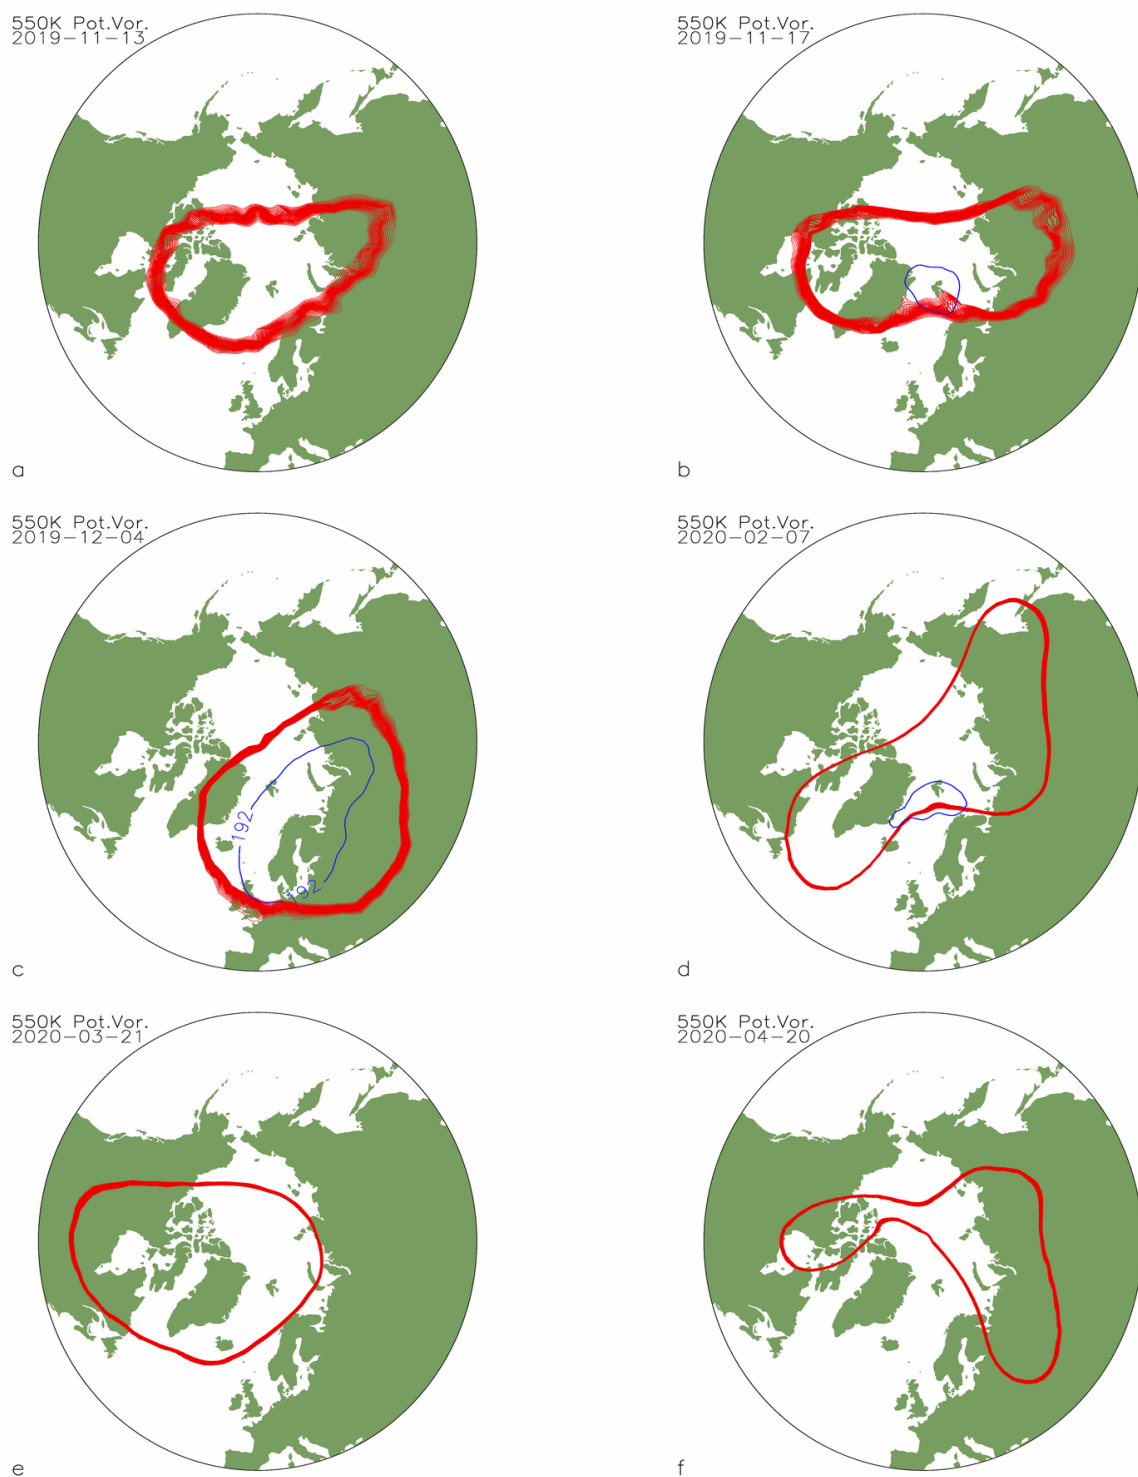 550K Pot.Vor.
2019-11-13
a
550K Pot.Vor.
2019-11-17
b
550K Pot.Vor.
2019-12-04
192
192
c
550K Pot.Vor.
2020-02-07
d
550K Pot.Vor.
2020-03-21
e
550K Pot.Vor.
2020-04-20
f